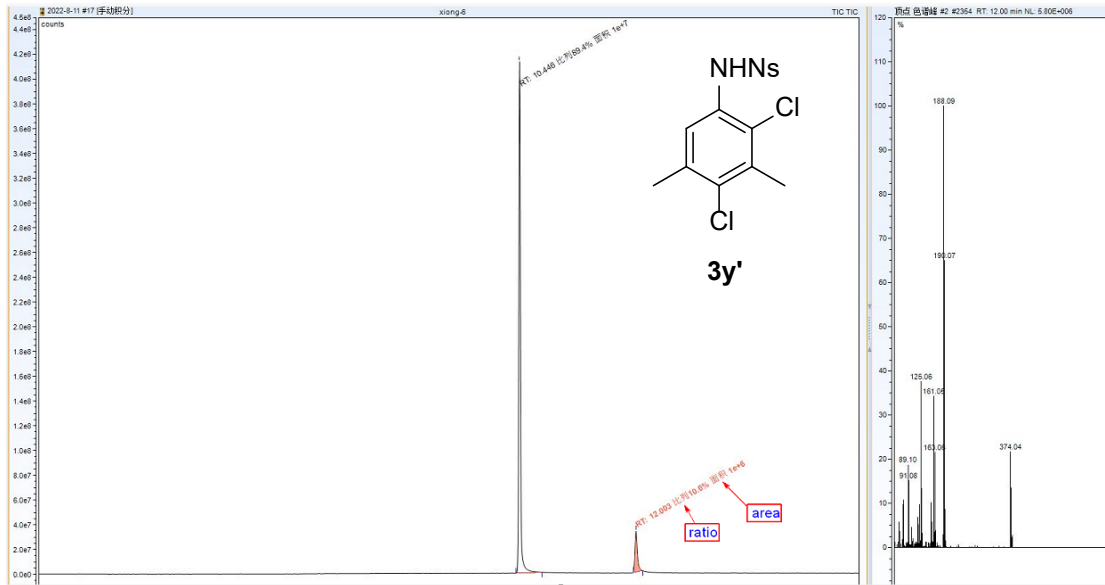 2022-8-11 #17 [手动积分]
xiong-6
TIC TIC
counts
4.5e8
4.4e8
4.2e8
4.0e8
3.8e8
3.6e8
3.4e8
3.2e8
3.0e8
2.8e8
2.6e8
2.4e8
2.2e8
2.0e8
1.8e8
1.6e8
1.4e8
1.2e8
1.0e8
8.0e7
6.0e7
4.0e7
2.0e7
0.0e0
RT: 10.446 比列89.4% 面积 1e+7
NHNs
Cl
Cl
3y'
RT: 12.003 比列10.6% 面积 1e+6
area
ratio
顶点 色谱峰 #2 #2354 RT: 12.00 min NL: 5.80E+006
%
120
110
100
90
80
70
60
50
40
30
20
10
0
188.09
190.07
126.06
161.05
163.06
89.10
91.08
374.04